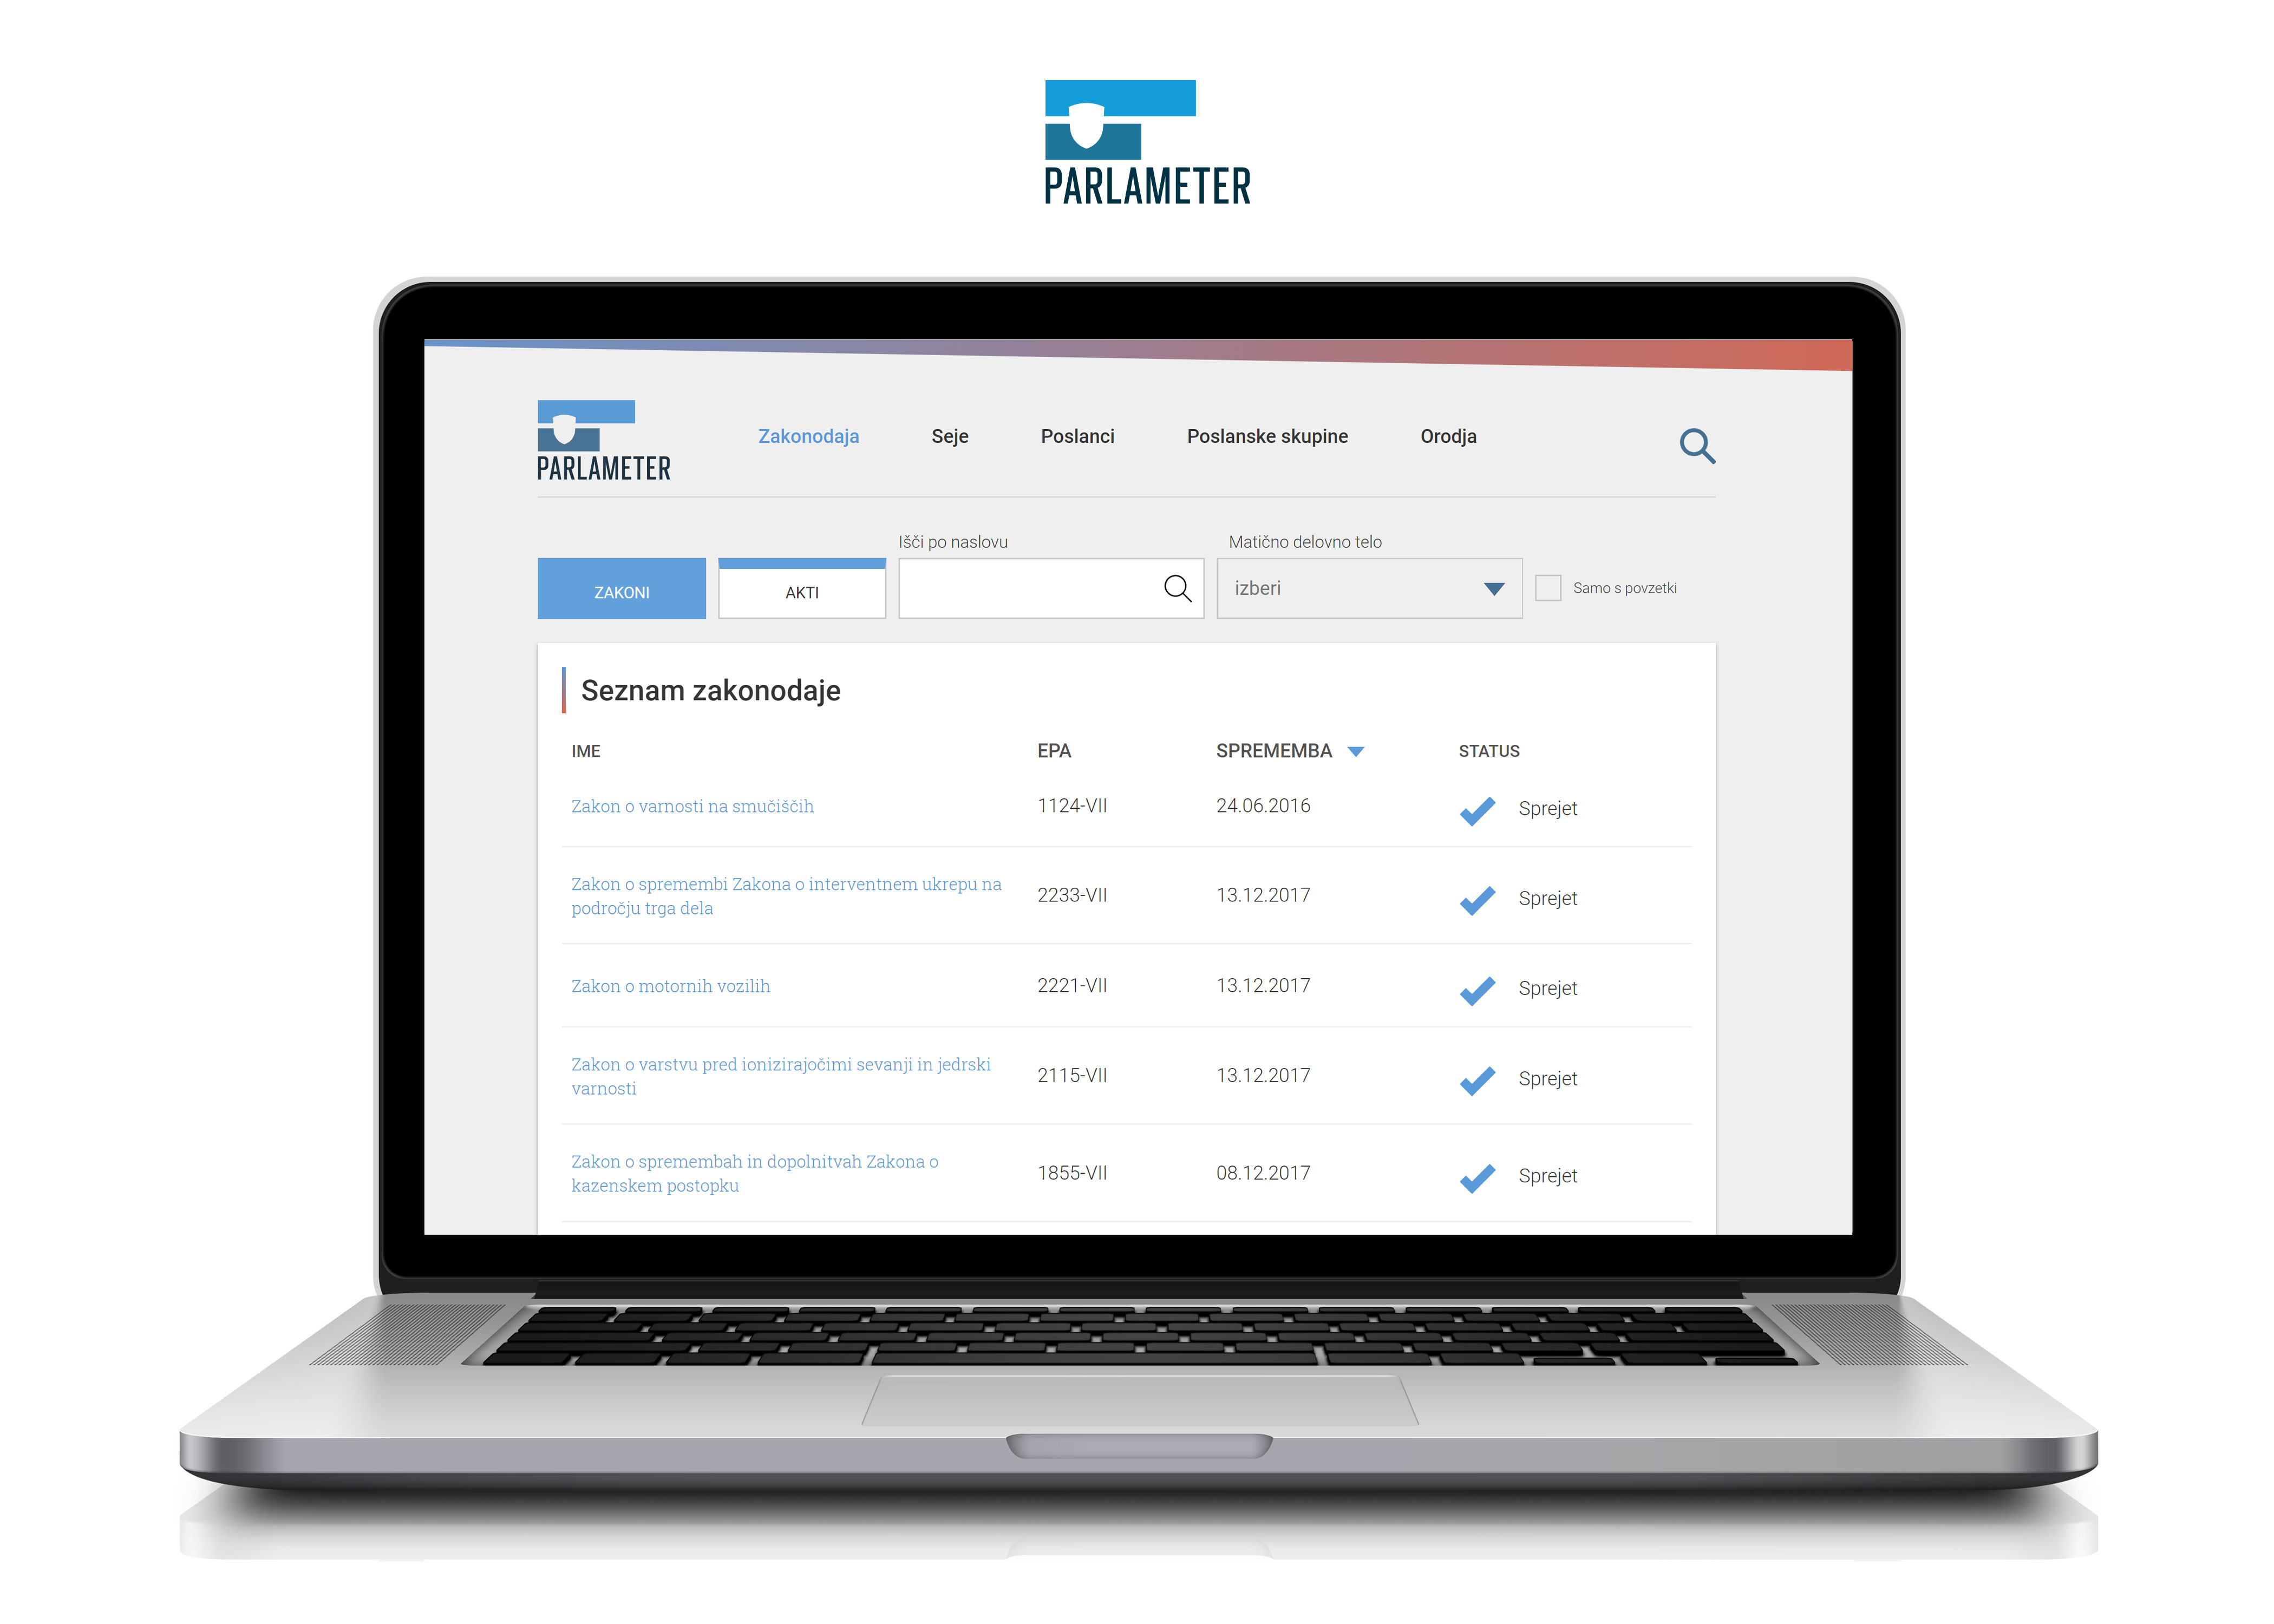 PARLAMETER
PARLAMETER
Zakonodaja Seje Poslanci Poslanske skupine Orodja
Išči po naslovu Matično delovno telo
ZAKONI AKTI izberi Samo s povzetki
Seznam zakonodaje
IME EPA SPREMEMBA STATUS
Zakon o varnosti na smučiščih 1124-VII 24.06.2016 Sprejet
Zakon o spremembi Zakona o interventnem ukrepu na
področju trga dela 2233-VII 13.12.2017 Sprejet
Zakon o motornih vozilih 2221-VII 13.12.2017 Sprejet
Zakon o varstvu pred ionizirajočimi sevanji in jedrski
varnosti 2115-VII 13.12.2017 Sprejet
Zakon o spremembah in dopolnitvah Zakona o
kazenskem postopku 1855-VII 08.12.2017 Sprejet